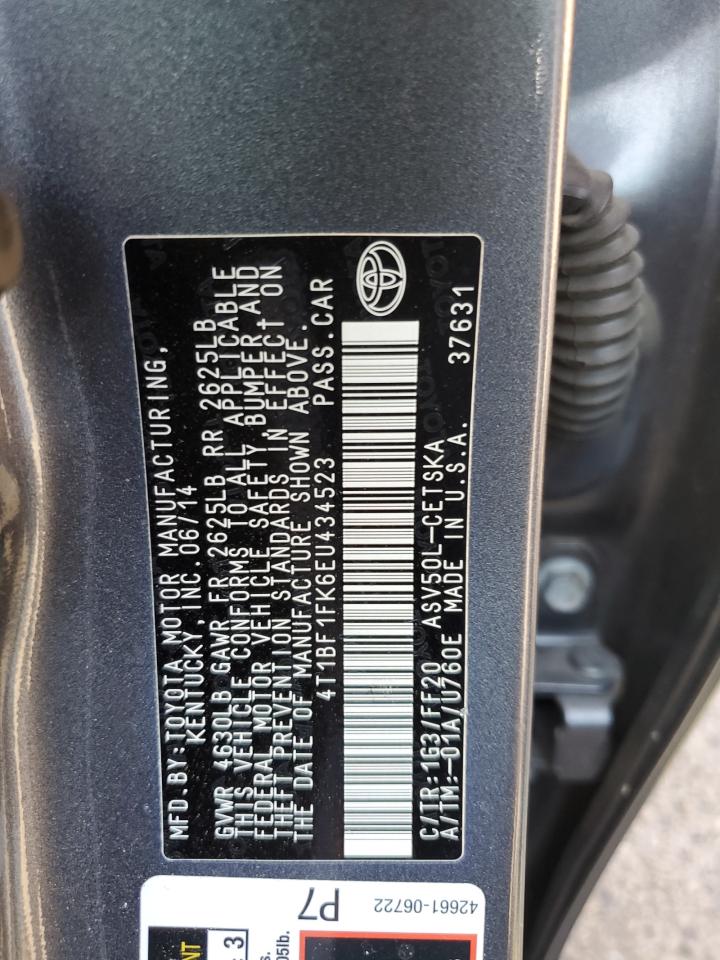 MFD. BY: TOYOTA MOTOR MANUFACTURING,
KENTUCKY, INC. 06/14
GVWR 4630LB GAWR FR 2625LB RR 2625LB
THIS VEHICLE CONFORMS TO ALL APPLICABLE
FEDERAL MOTOR VEHICLE SAFETY, BUMPER, AND
THEFT PREVENTION STANDARDS IN EFFECT ON
THE DATE OF MANUFACTURE SHOWN ABOVE.
4T1BF1FK6EU434523 PASS. CAR
C/TR: 1G3/FF20 ASV50L-CETSKA 37631
A/TM:-01A/U760E MADE IN U.S.A.
P7
42661-06722
3